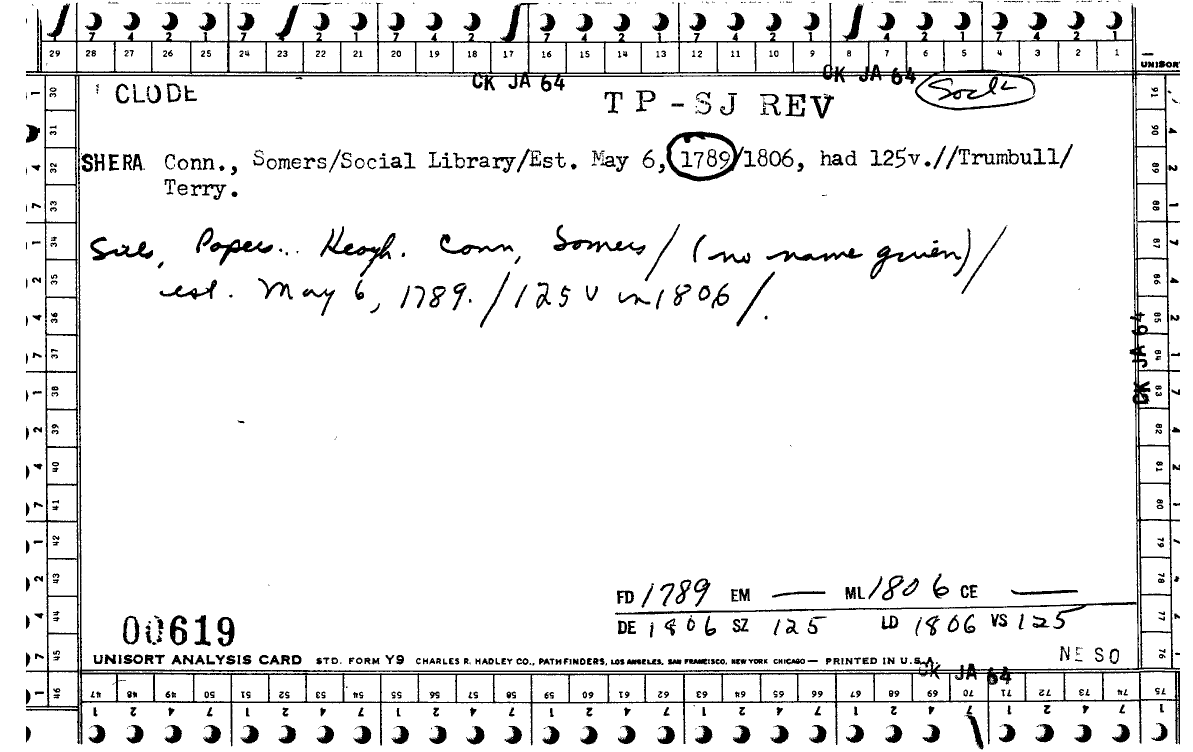 7 4 2 1 7 4 2 1 7 4 2 1 7 4 2 1 7 4 2 1 7 4 2 1 7 4 2 1
29 28 27 26 25 24 23 22 21 20 19 18 17 16 15 14 13 12 11 10 9 8 7 6 5 4 3 2 1
UNISORT
CK JA 64 CK JA 64
CLODE TP-SJ REV Socl
SHERA Conn., Somers/Social Library/Est. May 6, 1789/1806, had 125v.//Trumbull/
Terry.
Papers... Keogh. Conn, Somers/ (no name given)/
est. May 6, 1789. /125 v in 1806/.
CK JA 64
FD 1789 EM — ML 1806 CE —
DE 1806 SZ 125 LD 1806 VS 125
00619
NE SO
UNISORT ANALYSIS CARD STD. FORM Y9 CHARLES R. HADLEY CO., PATHFINDERS, LOS ANGELES, SAN FRANCISCO, NEW YORK CHICAGO — PRINTED IN U.S.A.
CK JA 64
30 31 32 33 34 35 36 37 38 39 40 41 42 43 44 45 46
91 90 89 88 87 86 85 84 83 82 81 80 79 78 77 76 75
47 48 49 50 51 52 53 54 55 56 57 58 59 60 61 62 63 64 65 66 67 68 69 70 71 72 73 74
1 2 4 7 1 2 4 7 1 2 4 7 1 2 4 7 1 2 4 7 1 2 4 7 1 2 4 7 1